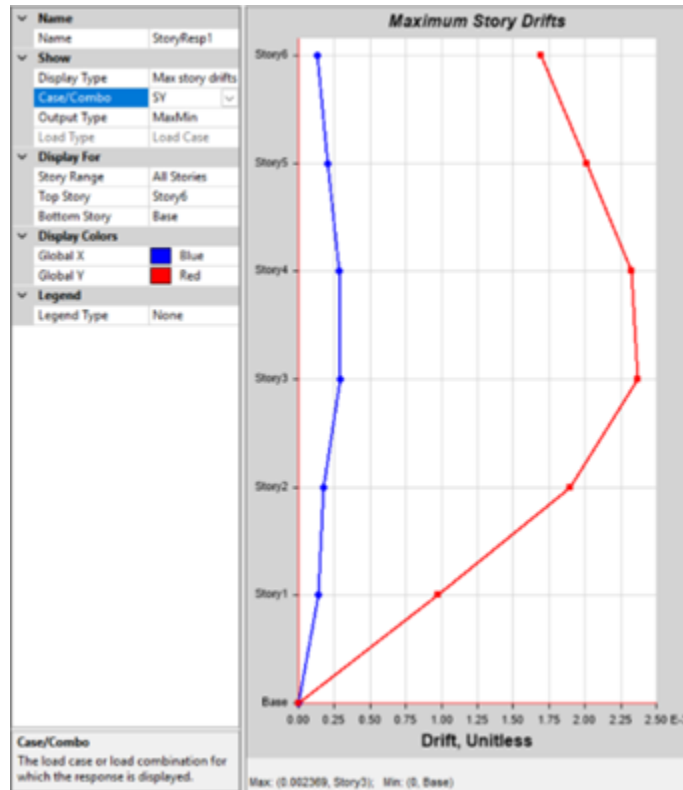 Name
Name StoryResp1
Show
Display Type Max story drifts
Case/Combo SY
Output Type MaxMin
Load Type Load Case
Display For
Story Range All Stories
Top Story Story6
Bottom Story Base
Display Colors
Global X Blue
Global Y Red
Legend
Legend Type None
Case/Combo
The load case or load combination for
which the response is displayed.
Maximum Story Drifts
Story6
Story5
Story4
Story3
Story2
Story1
Base
0.00 0.25 0.50 0.75 1.00 1.25 1.50 1.75 2.00 2.25 2.50 E-
Drift, Unitless
Max: (0.002369, Story3); Min: (0, Base)